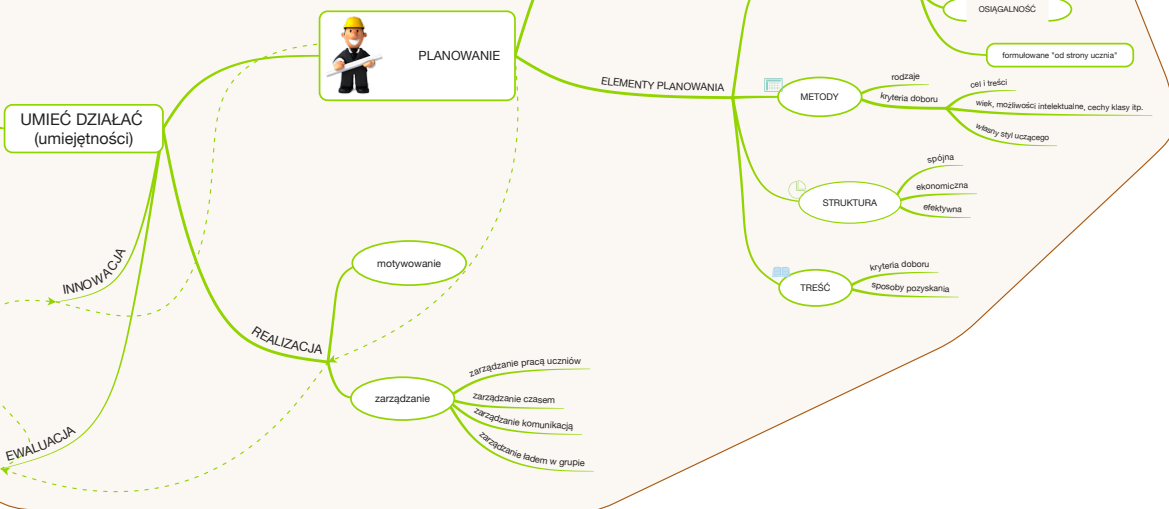 OSIĄGALNOŚĆ
formułowane "od strony ucznia"
PLANOWANIE
ELEMENTY PLANOWANIA
METODY
rodzaje
kryteria doboru
cel i treści
wiek, możliwości intelektualne, cechy klasy itp.
własny styl uczącego
UMIEĆ DZIAŁAĆ
(umiejętności)
STRUKTURA
spójna
ekonomiczna
efektywna
TREŚĆ
kryteria doboru
sposoby pozyskania
INNOWACJA
motywowanie
REALIZACJA
zarządzanie
zarządzanie pracą uczniów
zarządzanie czasem
zarządzanie komunikacją
zarządzanie ładem w grupie
EWALUACJA